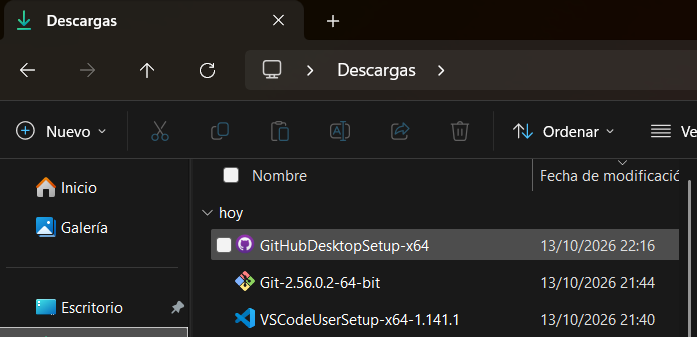 Descargas
Descargas
Nuevo
Ordenar
Ve
Nombre
Fecha de modificació
Inicio
Galería
Escritorio
hoy
GitHubDesktopSetup-x64 13/10/2026 22:16
Git-2.56.0.2-64-bit 13/10/2026 21:44
VSCodeUserSetup-x64-1.141.1 13/10/2026 21:40